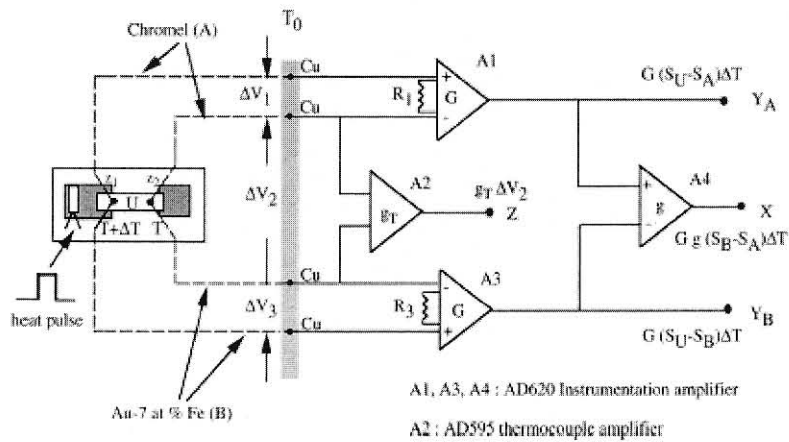 T0
Chromel (A)
Cu
A1
G (SU-SA)ΔT
ΔV1
R1
G
+
-
YA
Cu
z1
z2
U
T+ΔT
T
ΔV2
A2
gT
gT ΔV2
Z
A4
+
g
-
X
G g (SB-SA)ΔT
Cu
A3
ΔV3
R3
-
G
+
YB
Cu
G (SU-SB)ΔT
heat pulse
Au-7 at % Fe (B)
A1, A3, A4 : AD620 Instrumentation amplifier
A2 : AD595 thermocouple amplifier